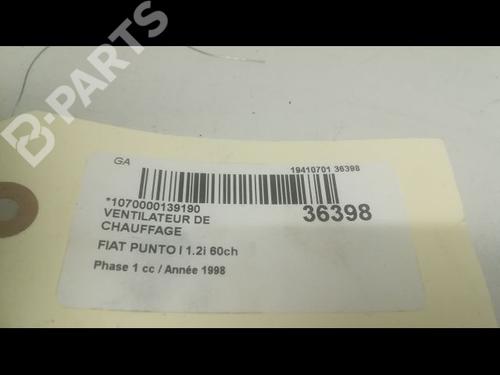 B-PARTS
GA
19410701 36398
*1070000139190
36398
VENTILATEUR DE
CHAUFFAGE
FIAT PUNTO I 1.2i 60ch
Phase 1 cc / Année 1998